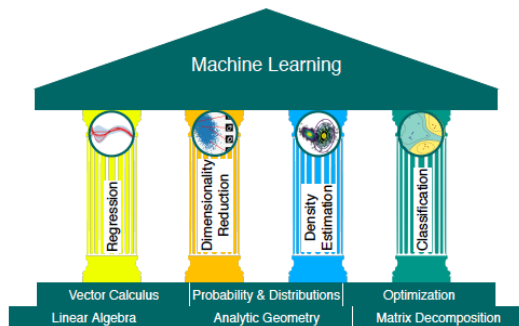 Machine Learning
Regression
Dimensionality
Reduction
Density
Estimation
Classification
Vector Calculus
Probability & Distributions
Optimization
Linear Algebra
Analytic Geometry
Matrix Decomposition